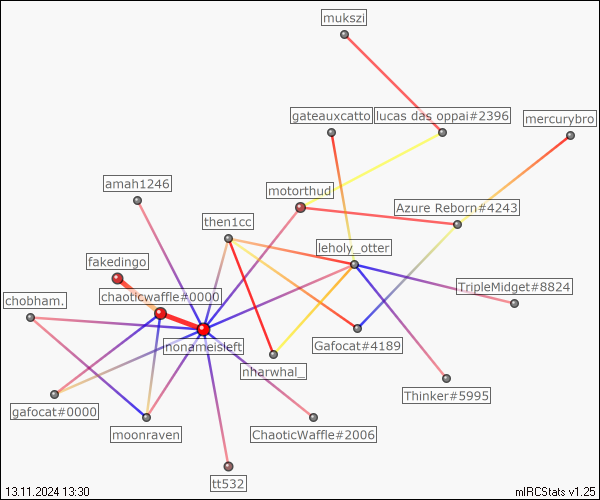 mukszi
gateauxcatto
lucas das oppai#2396
mercurybro
amah1246
motorthud
Azure Reborn#4243
then1cc
leholy_otter
fakedingo
TripleMidget#8824
chaoticwaffle#0000
chobham.
nonameisleft
Gafocat#4189
nharwhal_
Thinker#5995
gafocat#0000
moonraven
ChaoticWaffle#2006
tt532
13.11.2024 13:30
mIRCStats v1.25